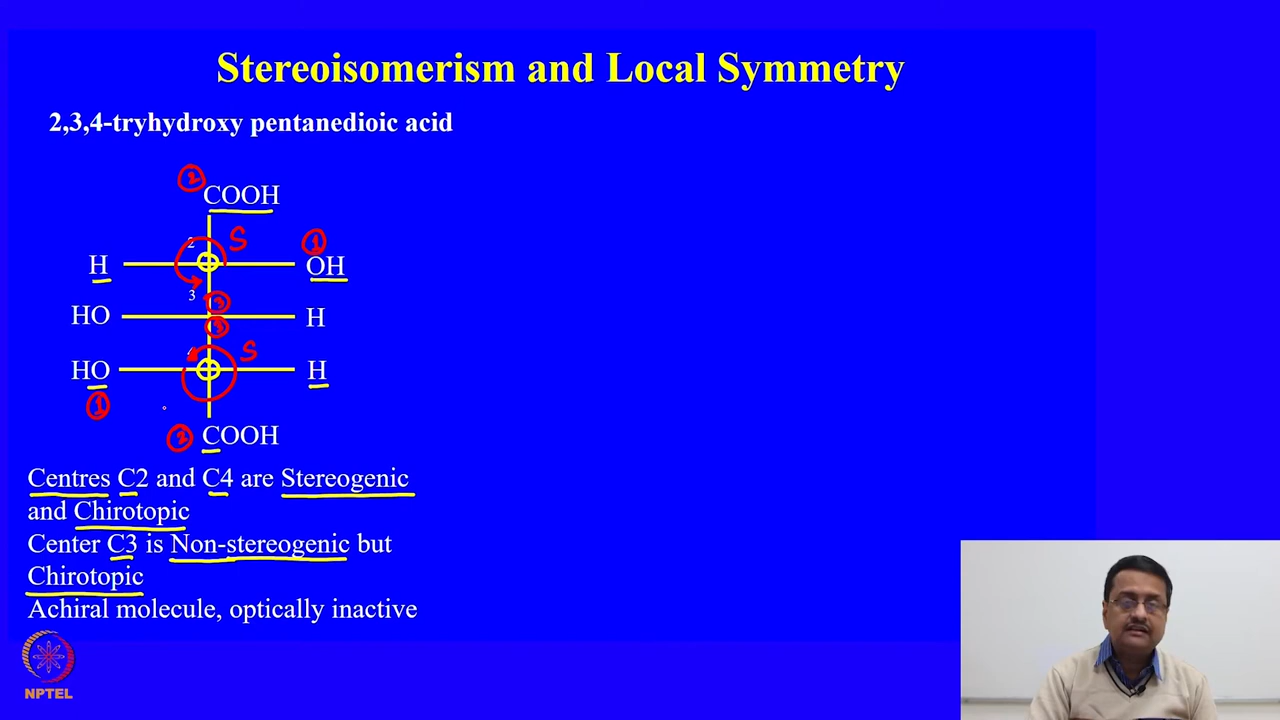 Stereoisomerism and Local Symmetry
2,3,4-tryhydroxy pentanedioic acid
2
COOH
2 S 1
H OH
3 3
HO H
3
4 S
HO H
1
2 COOH
Centres C2 and C4 are Stereogenic
and Chirotopic
Center C3 is Non-stereogenic but
Chirotopic
Achiral molecule, optically inactive
NPTEL